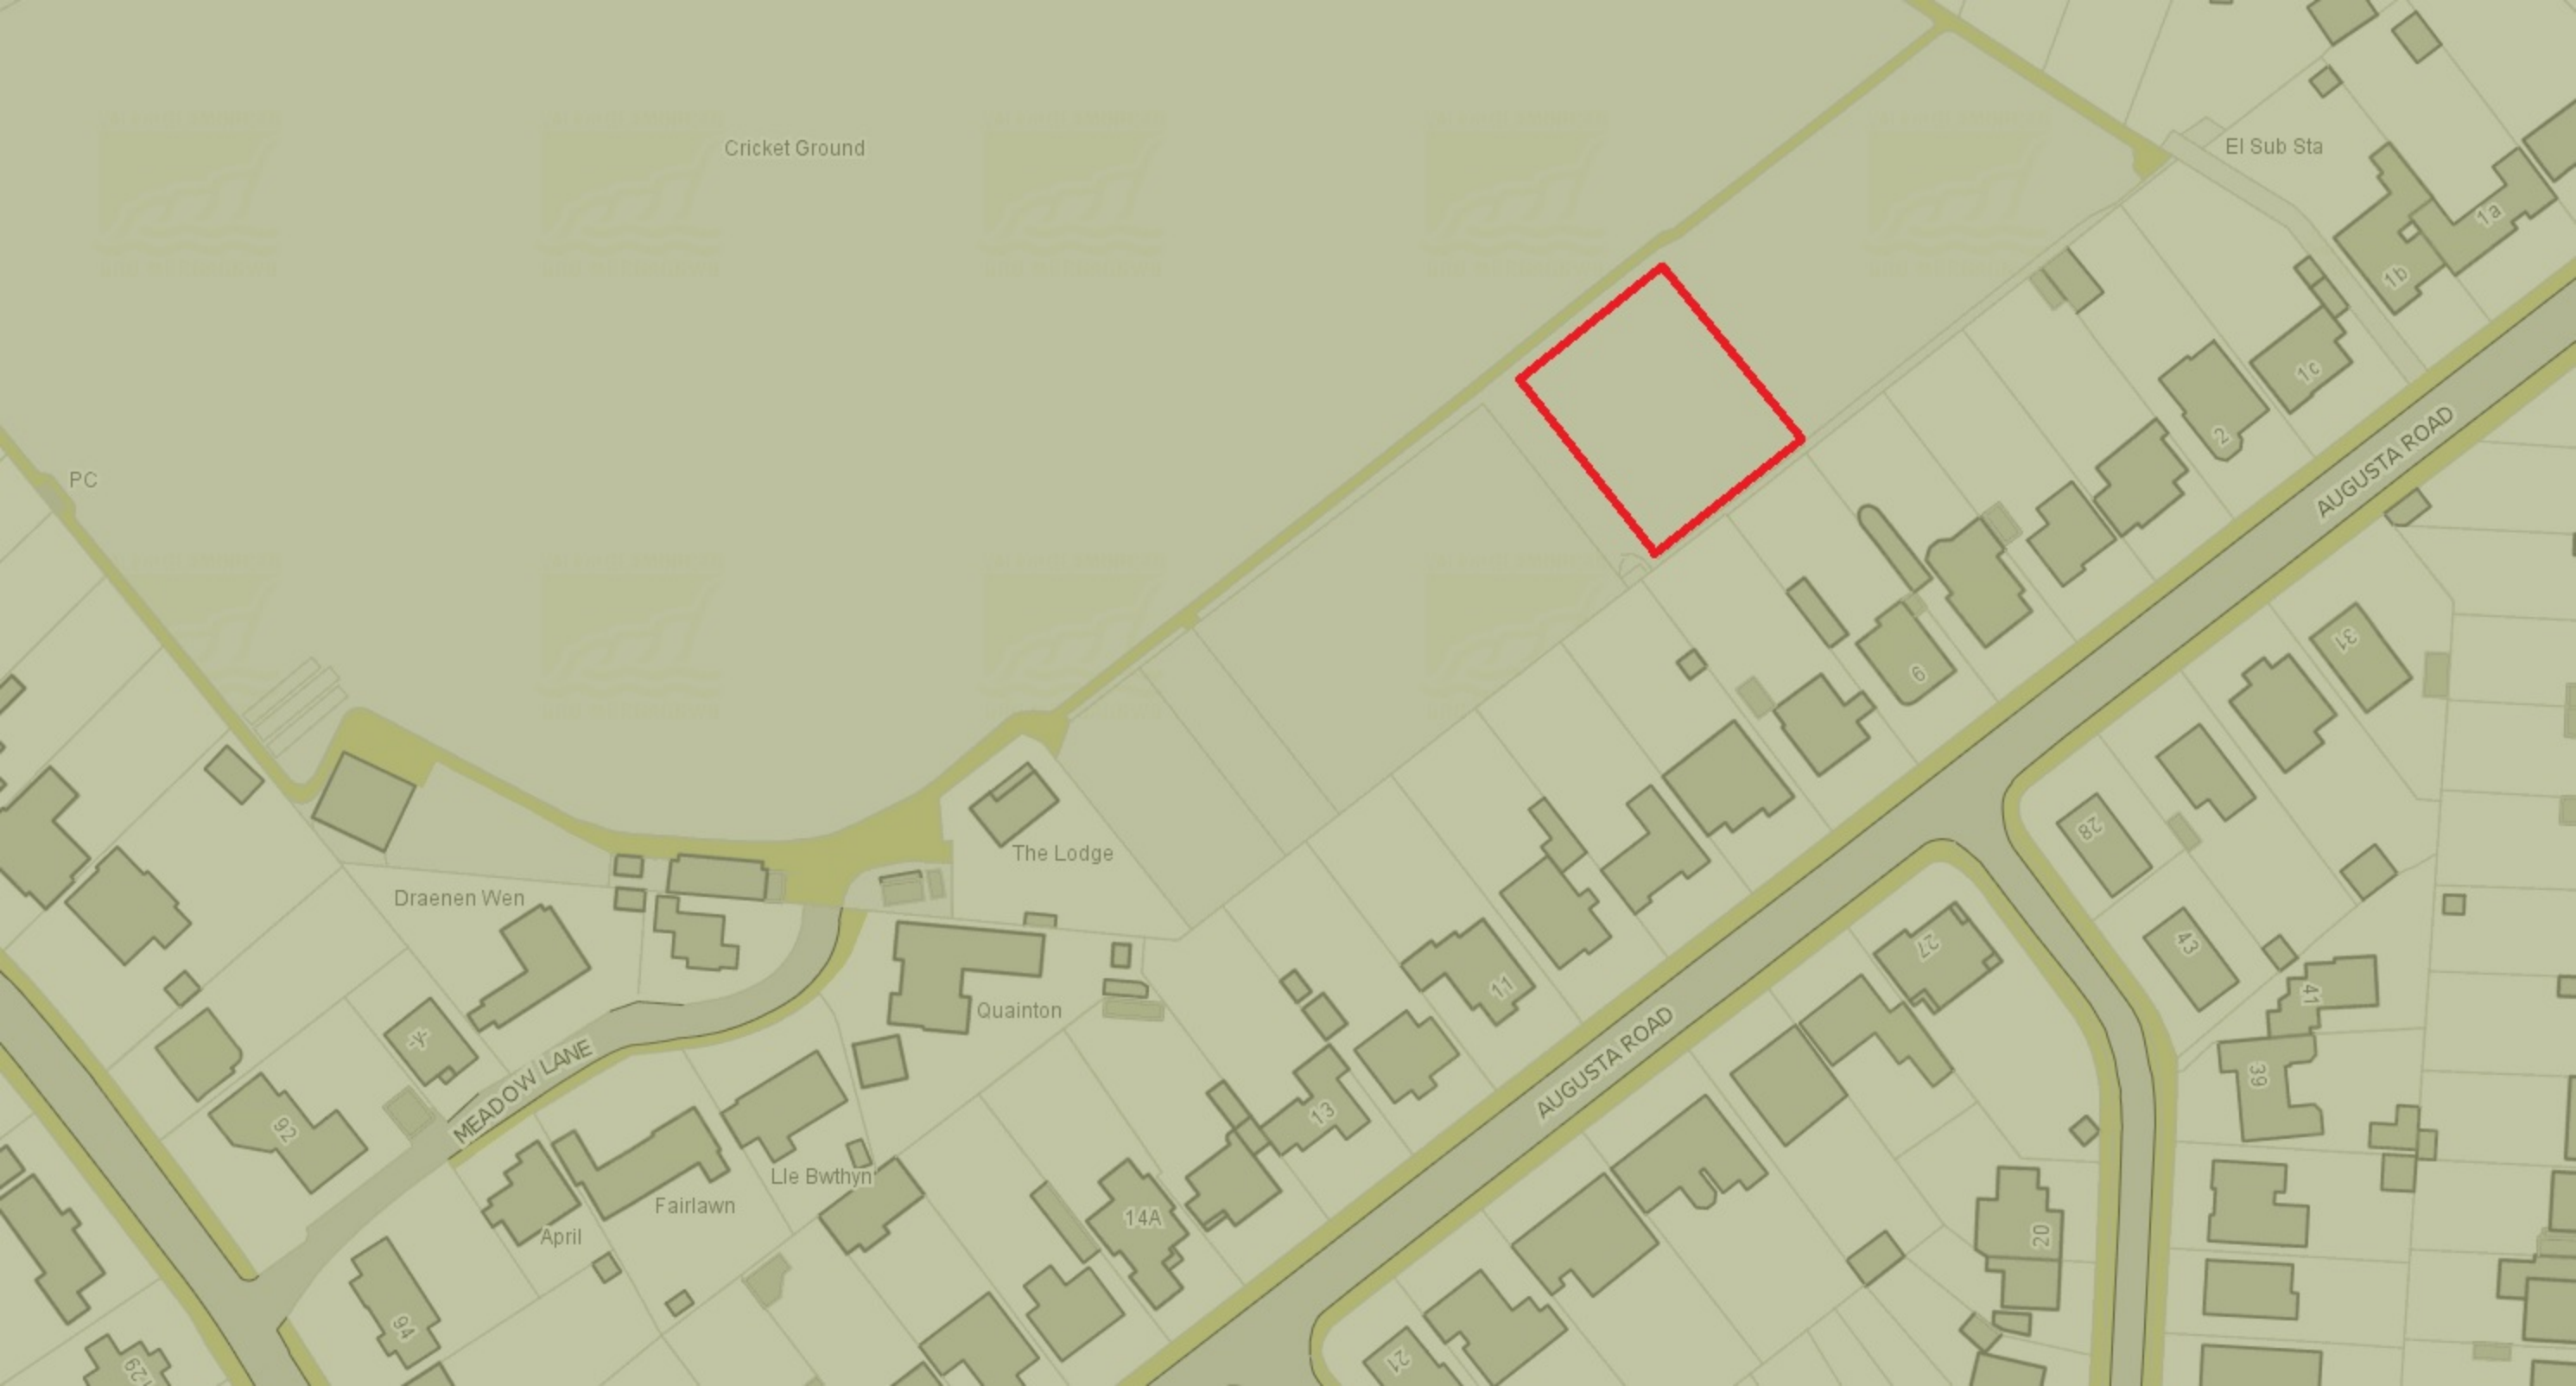 Cricket Ground
El Sub Sta
1a
1b
1c
2
AUGUSTA ROAD
PC
31
6
28
The Lodge
Draenen Wen
27
43
11
41
Quainton
39
AUGUSTA ROAD
MEADOW LANE
92
13
Lle Bwthyn
Fairlawn
14A
April
20
94
21
129